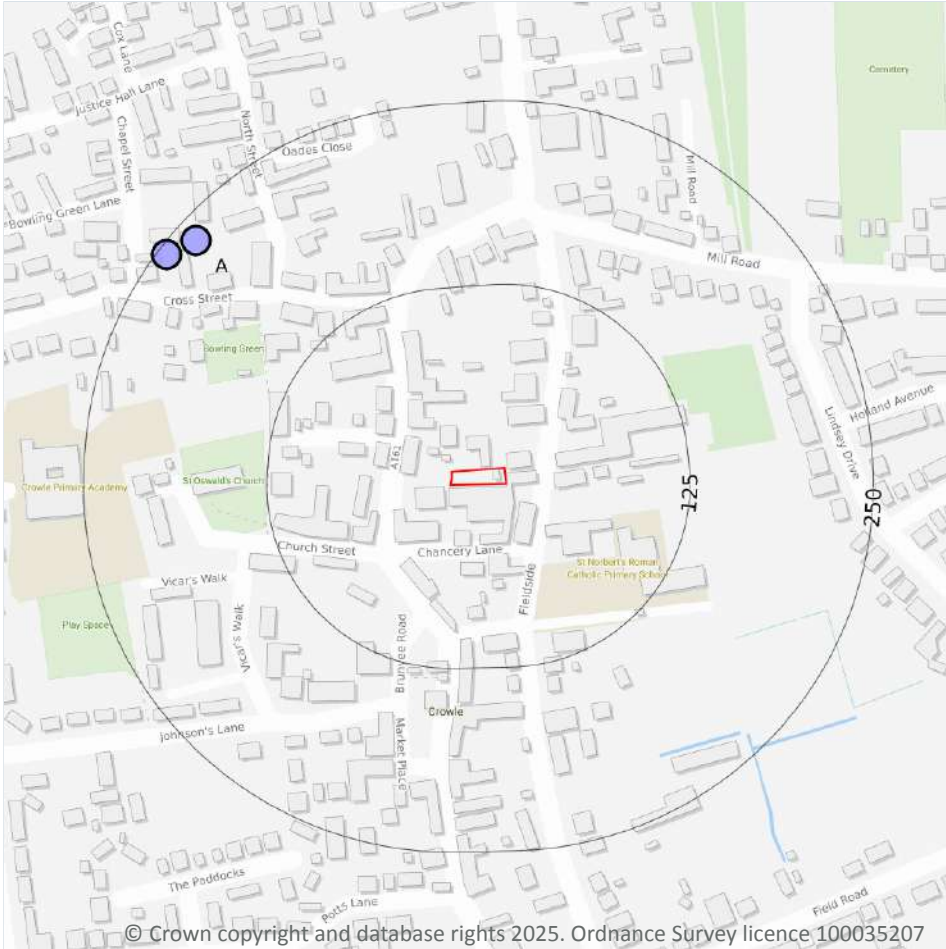 Cox Lane
Justice Hall Lane
Chapel Street
North Street
Oades Close
Cemetery
Mill Road
Bowling Green Lane
A
Cross Street
Mill Road
Bowling Green
Holland Avenue
Lindsey Drive
A161
Crowle Primary Academy
St Oswald's Church
125
250
Church Street
Chancery Lane
St Norbert's Roman
Catholic Primary School
Vicar's Walk
Fieldside
Play Space
Vicar's Walk
Bruntree Road
Crowle
Johnson's Lane
Market Place
The Paddocks
Potts Lane
Field Road
© Crown copyright and database rights 2025. Ordnance Survey licence 100035207